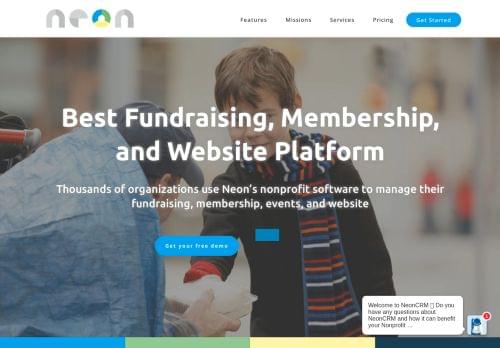 neon
Features
Missions
Services
Pricing
Get Started
Best Fundraising, Membership,
and Website Platform
Thousands of organizations use Neon's nonprofit software to manage their
fundraising, membership, events, and website
Get your free demo
Welcome to NeonCRM ▯ Do you
have any questions about
NeonCRM and how it can benefit
your Nonprofit ...
1